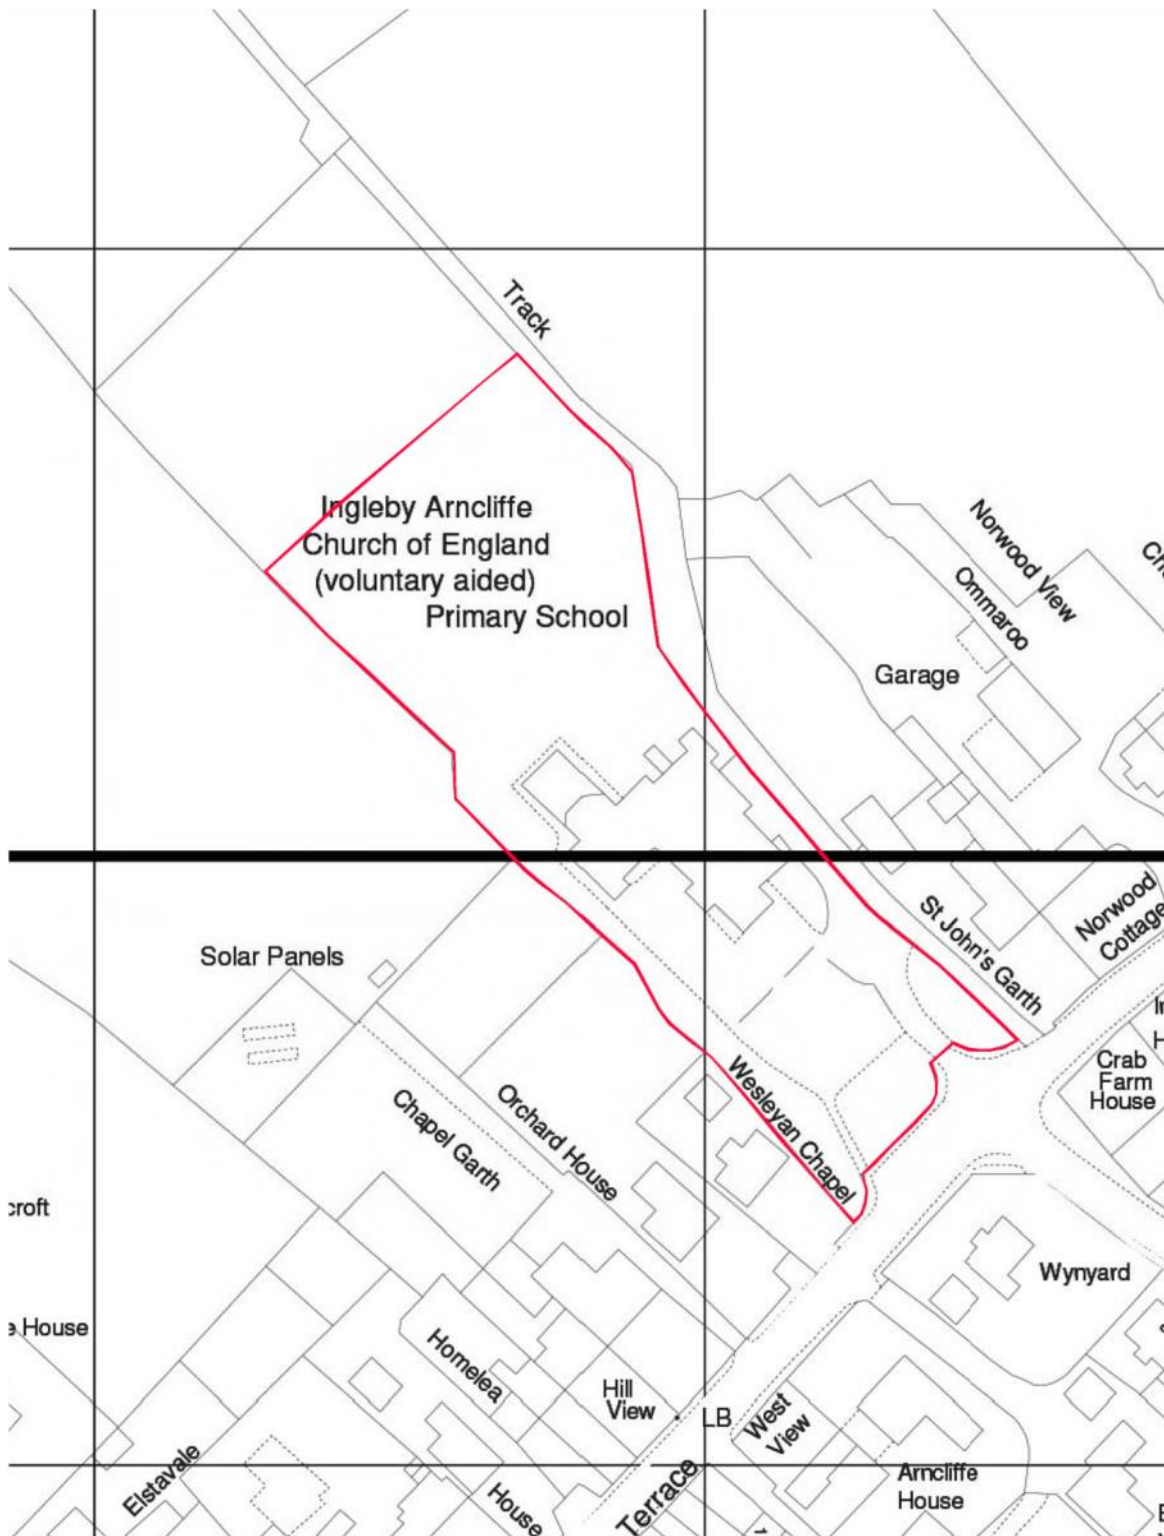 Track
Ingleby Arncliffe
Church of England
(voluntary aided)
Primary School
Norwood View
Ommaroo
Garage
St John's Garth
Norwood
Cottage
Solar Panels
Crab
Farm
House
Wesleyan Chapel
Orchard House
Chapel Garth
croft
Wynyard
House
Homelea
Hill
View
LB
West
View
Elstavale
House
Terrace
Arncliffe
House